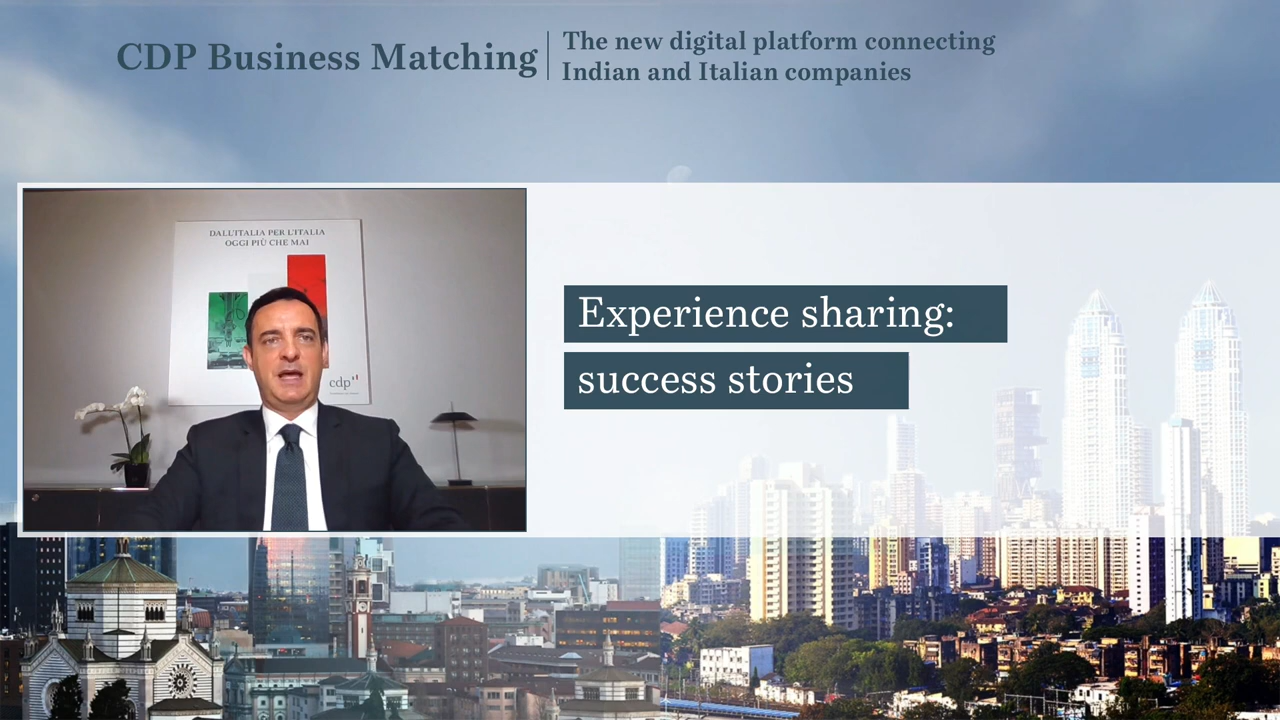 CDP Business Matching
The new digital platform connecting
Indian and Italian companies
DALL'ITALIA PER L'ITALIA
OGGI PIÙ CHE MAI
cdp
Experience sharing:
success stories